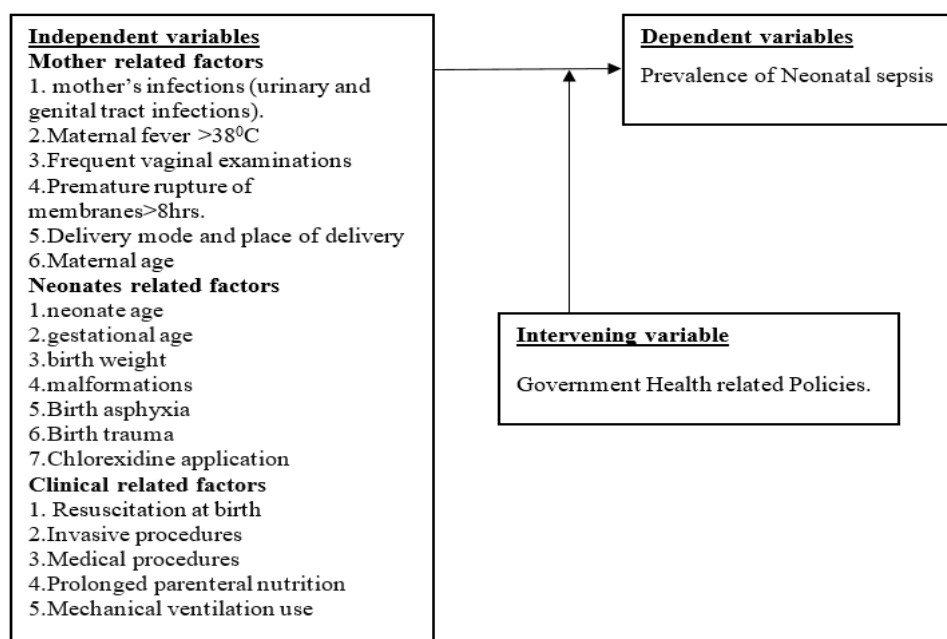 Independent variables
Mother related factors
1. mother's infections (urinary and
genital tract infections).
2.Maternal fever >38⁰C
3.Frequent vaginal examinations
4.Premature rupture of
membranes>8hrs.
5.Delivery mode and place of delivery
6.Maternal age
Neonates related factors
1.neonate age
2.gestational age
3.birth weight
4.malformations
5.Birth asphyxia
6.Birth trauma
7.Chlorexidine application
Clinical related factors
1. Resuscitation at birth
2.Invasive procedures
3.Medical procedures
4.Prolonged parenteral nutrition
5.Mechanical ventilation use
Dependent variables
Prevalence of Neonatal sepsis
Intervening variable
Government Health related Policies.